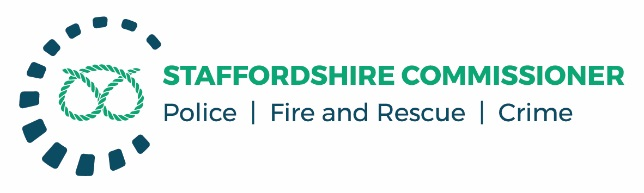 STAFFORDSHIRE COMMISSIONER
Police | Fire and Rescue | Crime